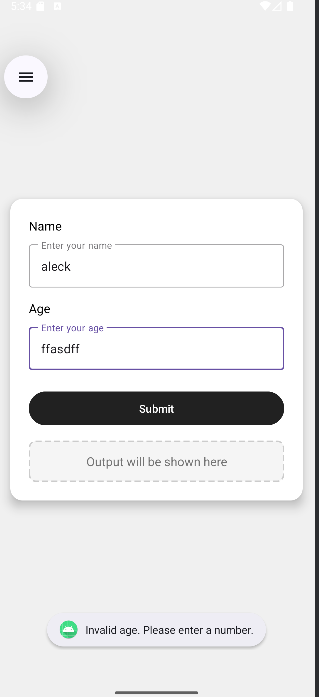 5:34
Name
Enter your name
aleck
Age
Enter your age
ffasdff
Submit
Output will be shown here
Invalid age. Please enter a number.